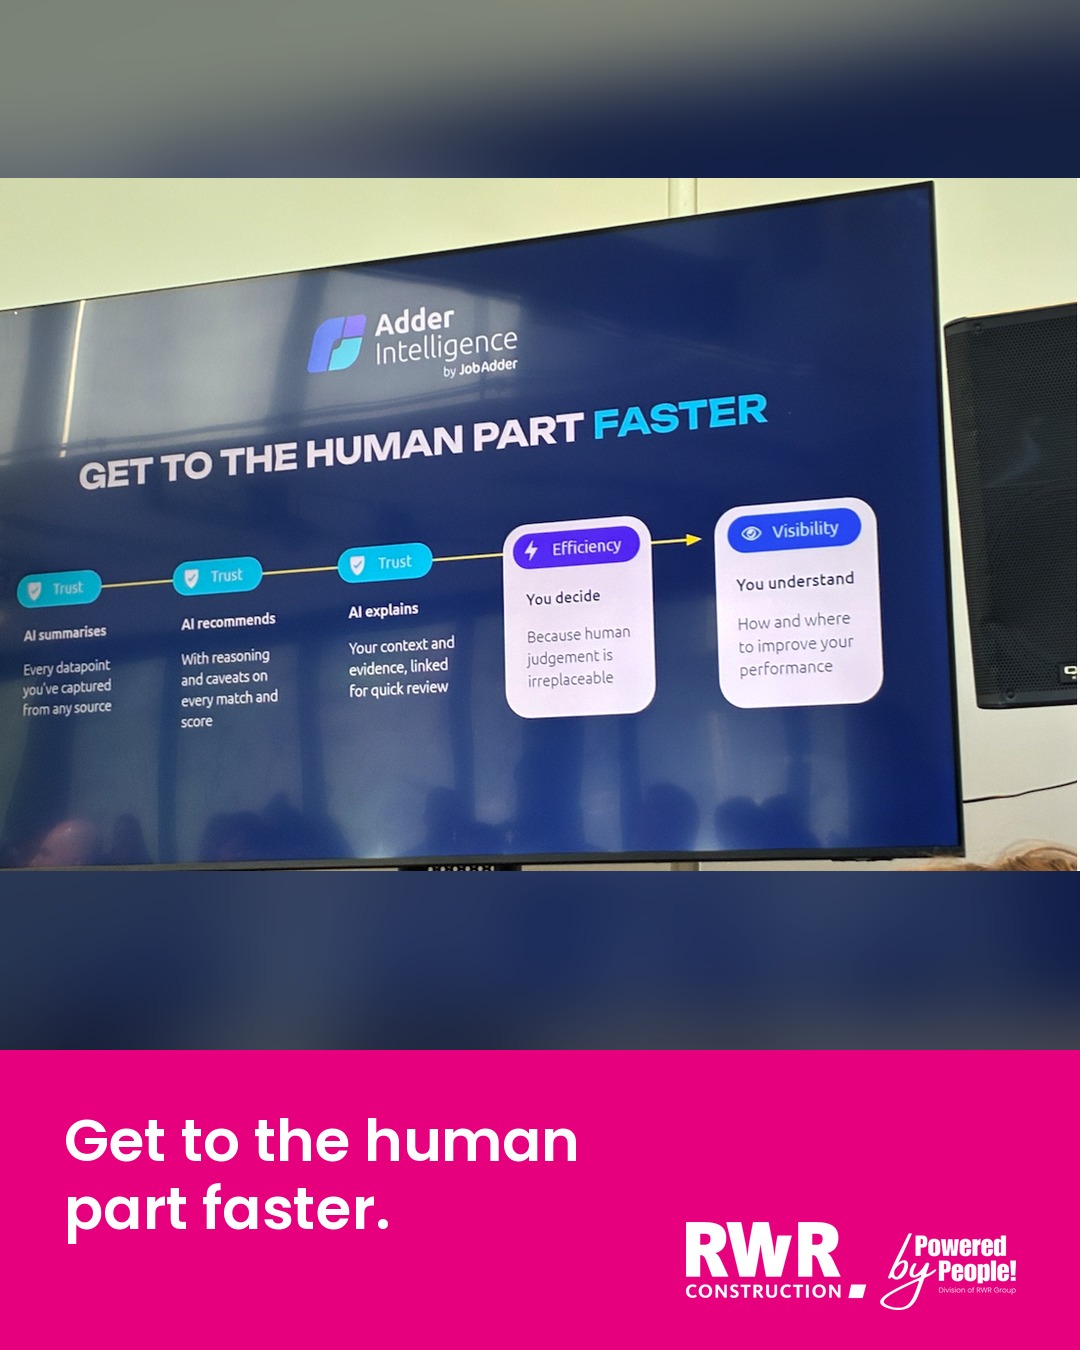 Adder
Intelligence
by JobAdder
GET TO THE HUMAN PART FASTER
Trust
AI summarises
Every datapoint
you've captured
from any source
Trust
AI recommends
With reasoning
and caveats on
every match and
score
Trust
AI explains
Your context and
evidence, linked
for quick review
Efficiency
You decide
Because human
judgement is
irreplaceable
Visibility
You understand
How and where
to improve your
performance
Get to the human
part faster.
RWR
CONSTRUCTION
Powered
by People!
Division of RWR Group